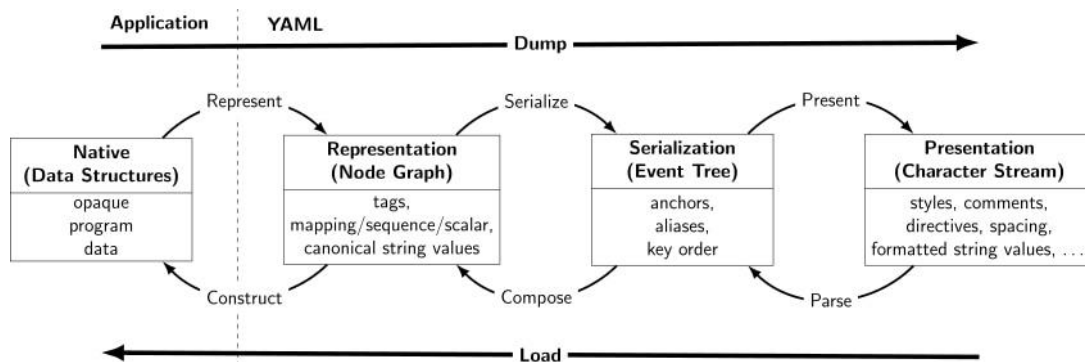 Application
YAML
Dump
Represent
Serialize
Present
Native
(Data Structures)
opaque
program
data
Representation
(Node Graph)
tags,
mapping/sequence/scalar,
canonical string values
Serialization
(Event Tree)
anchors,
aliases,
key order
Presentation
(Character Stream)
styles, comments,
directives, spacing,
formatted string values, ...
Construct
Compose
Parse
Load